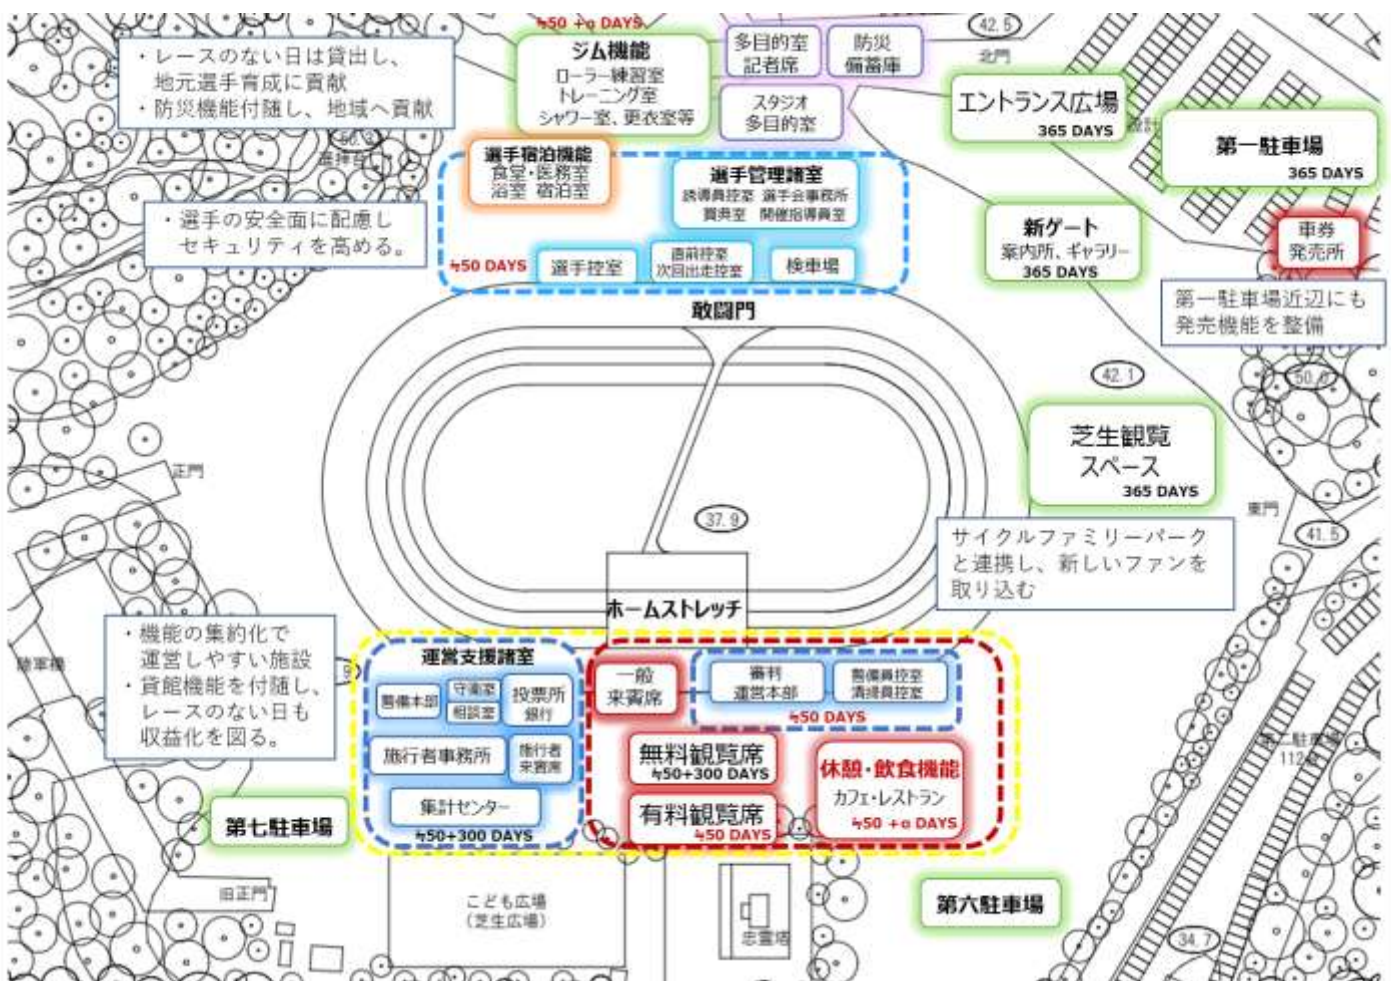 ≒50 +α DAYS
ジム機能
ローラー練習室
トレーニング室
シャワー室、更衣室等
多目的室
記者席
防災
備蓄庫
スタジオ
多目的室
42.5
北門
・レースのない日は貸出し、
地元選手育成に貢献
・防災機能付随し、地域へ貢献
エントランス広場
365 DAYS
第一駐車場
365 DAYS
選手宿泊機能
食堂・医務室
浴室 宿泊室
選手管理諸室
誘導員控室 選手会事務所
賞典室 開催指導員室
・選手の安全面に配慮し
セキュリティを高める。
≒50 DAYS
選手控室
直前控室
次回出走控室
検車場
新ゲート
案内所、ギャラリー
365 DAYS
車券
発売所
第一駐車場近辺にも
発売機能を整備
敢闘門
42.1
50.0
芝生観覧
スペース
365 DAYS
正門
東門
37.9
41.5
サイクルファミリーパーク
と連携し、新しいファンを
取り込む
ホームストレッチ
・機能の集約化で
運営しやすい施設
・貸館機能を付随し、
レースのない日も
収益化を図る。
運営支援諸室
警備本部
守衛室
相談室
投票所
銀行
施行者事務所
施行者
来賓席
集計センター
≒50+300 DAYS
一般
来賓席
審判
運営本部
警備員控室
清掃員控室
≒50 DAYS
無料観覧席
≒50+300 DAYS
有料観覧席
≒50 DAYS
休憩・飲食機能
カフェ・レストラン
≒50 +α DAYS
第二駐車場
第七駐車場
旧正門
こども広場
(芝生広場)
忠霊塔
第六駐車場
34.7